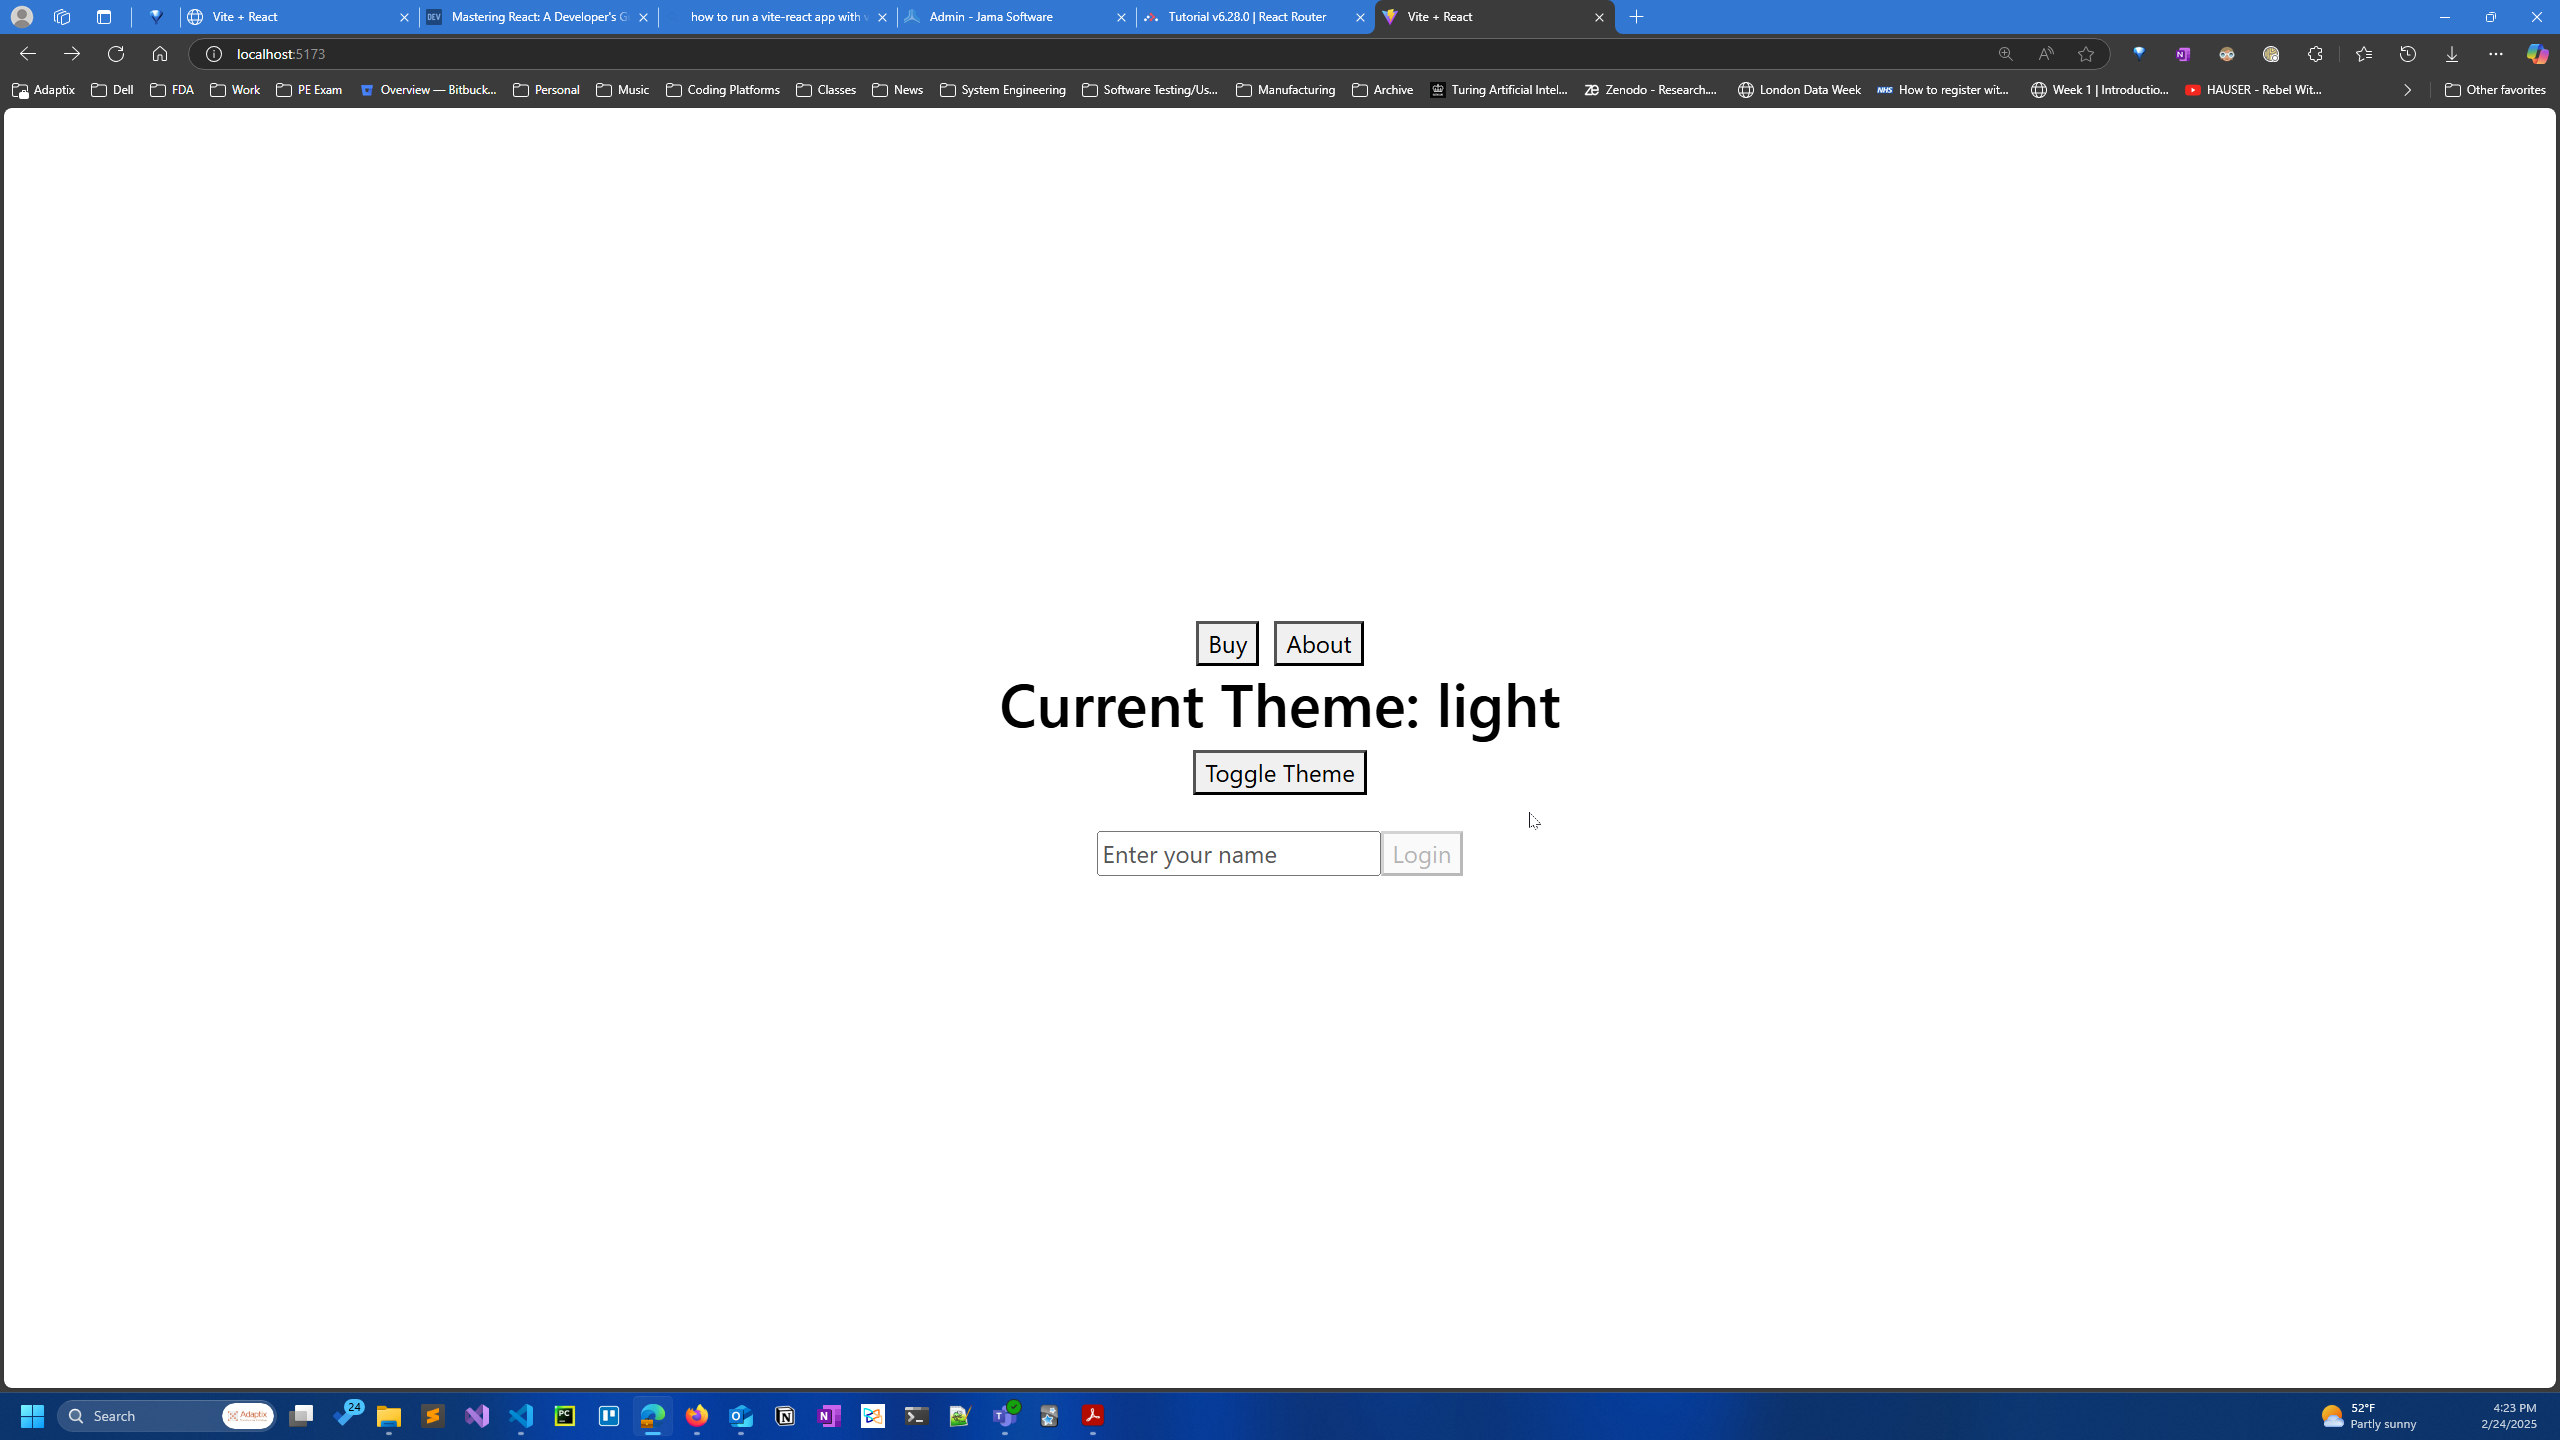 Vite + React
Mastering React: A Developer's G
how to run a vite-react app with v
Admin - Jama Software
Tutorial v6.28.0 | React Router
Vite + React
localhost:5173
Adaptix
Dell
FDA
Work
PE Exam
Overview — Bitbuck...
Personal
Music
Coding Platforms
Classes
News
System Engineering
Software Testing/Us...
Manufacturing
Archive
Turing Artificial Intel...
Zenodo - Research....
London Data Week
How to register wit...
Week 1 | Introductio...
HAUSER - Rebel Wit...
Other favorites
Buy
About
Current Theme: light
Toggle Theme
Enter your name
Login
Search
Adaptix
24
52°F
Partly sunny
4:23 PM
2/24/2025